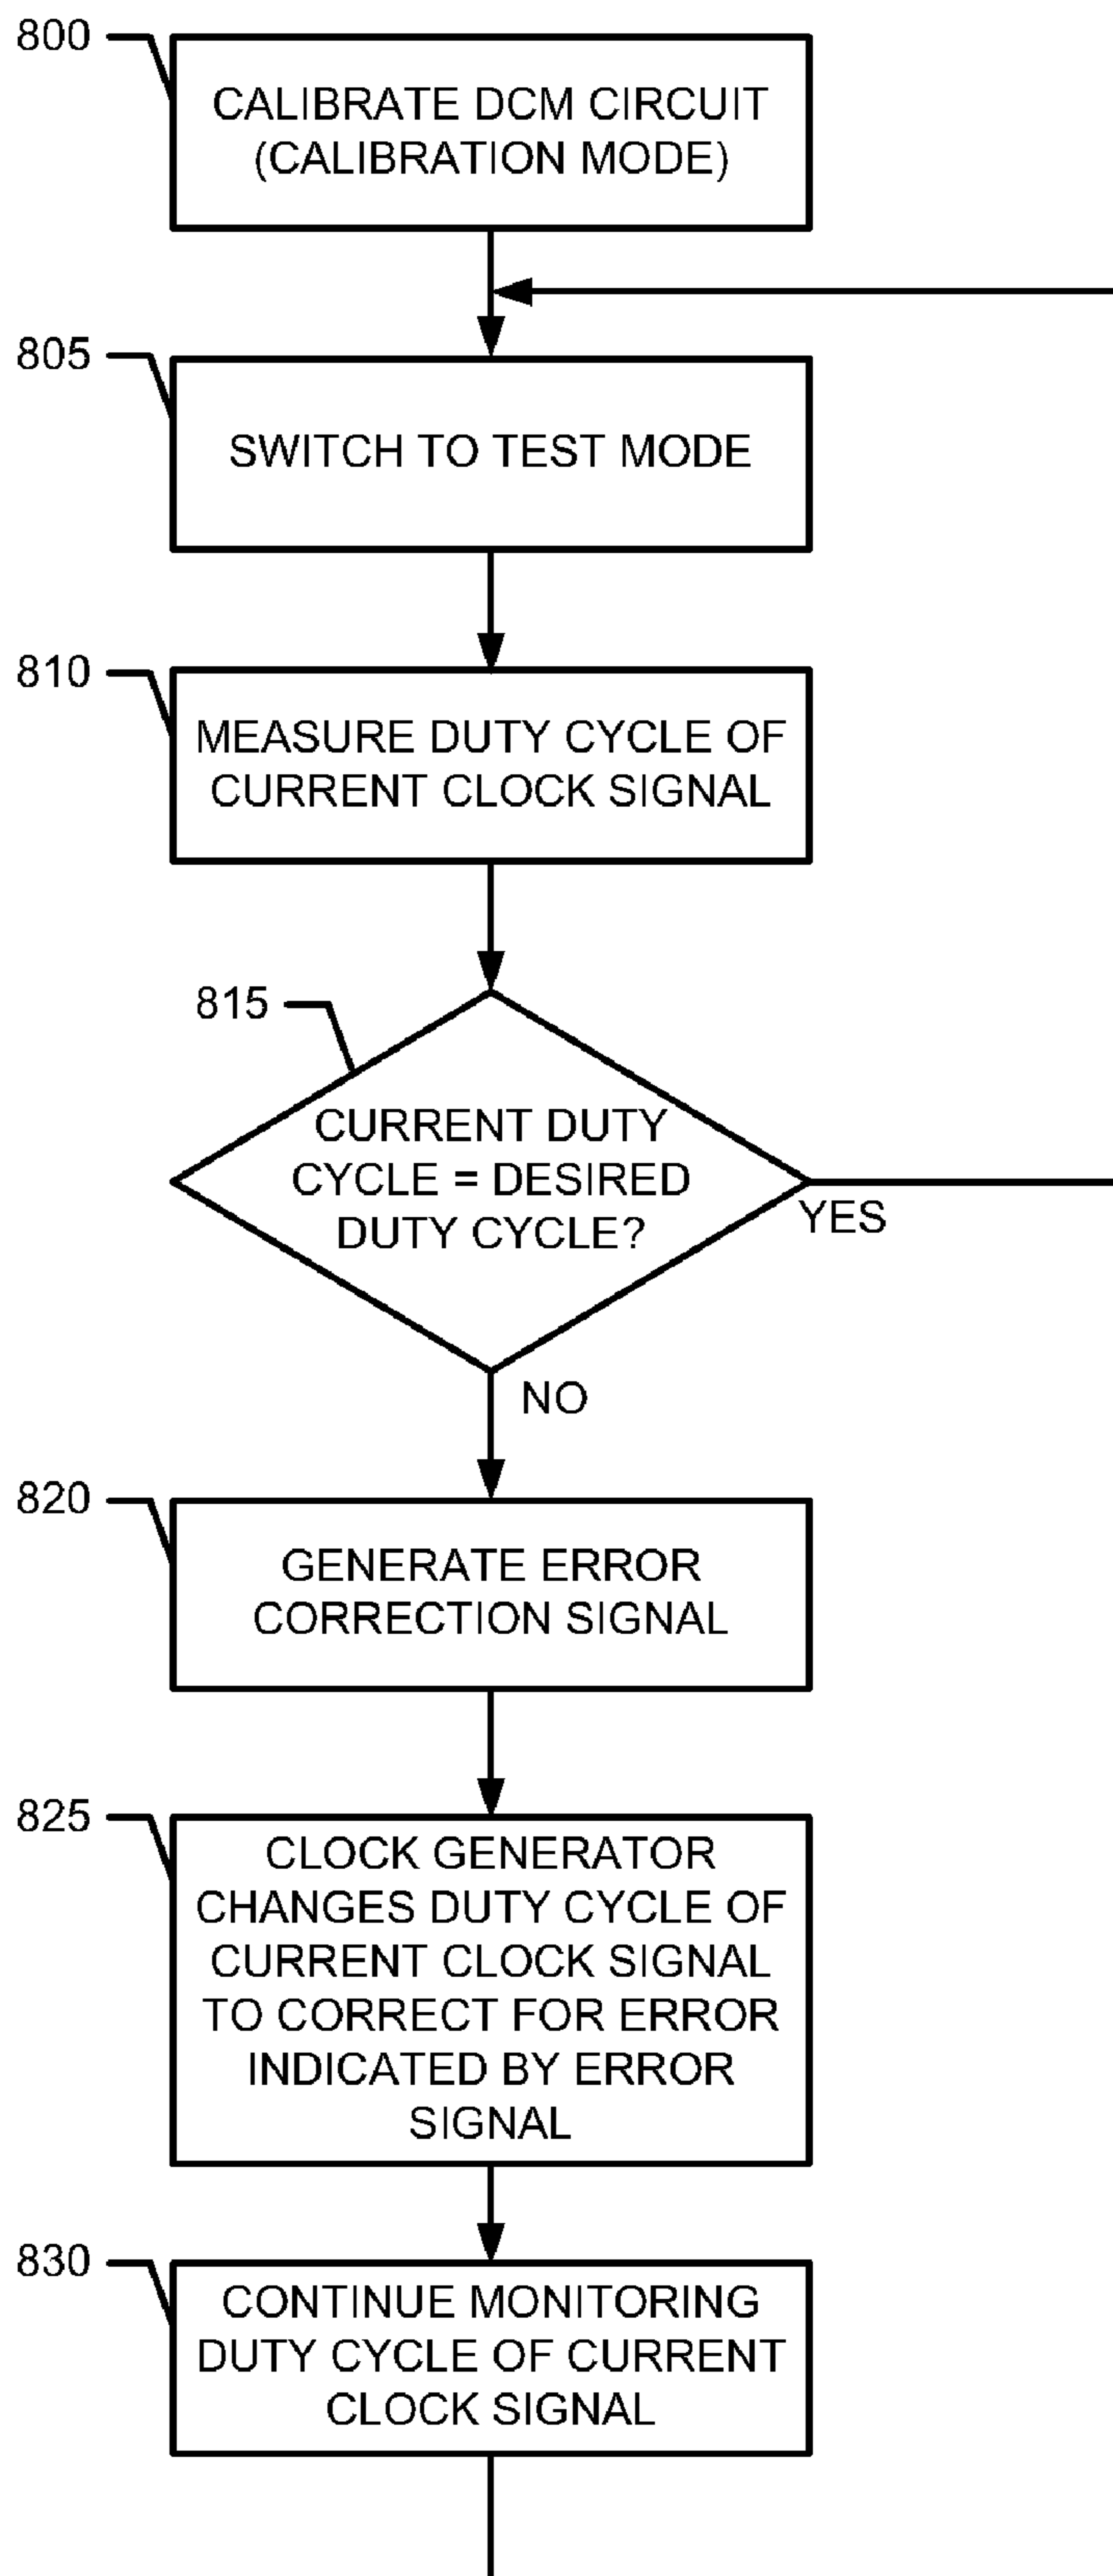 800
CALIBRATE DCM CIRCUIT
(CALIBRATION MODE)
805
SWITCH TO TEST MODE
810
MEASURE DUTY CYCLE OF
CURRENT CLOCK SIGNAL
815
CURRENT DUTY
CYCLE = DESIRED
DUTY CYCLE?
YES
NO
820
GENERATE ERROR
CORRECTION SIGNAL
825
CLOCK GENERATOR
CHANGES DUTY CYCLE OF
CURRENT CLOCK SIGNAL
TO CORRECT FOR ERROR
INDICATED BY ERROR
SIGNAL
830
CONTINUE MONITORING
DUTY CYCLE OF CURRENT
CLOCK SIGNAL